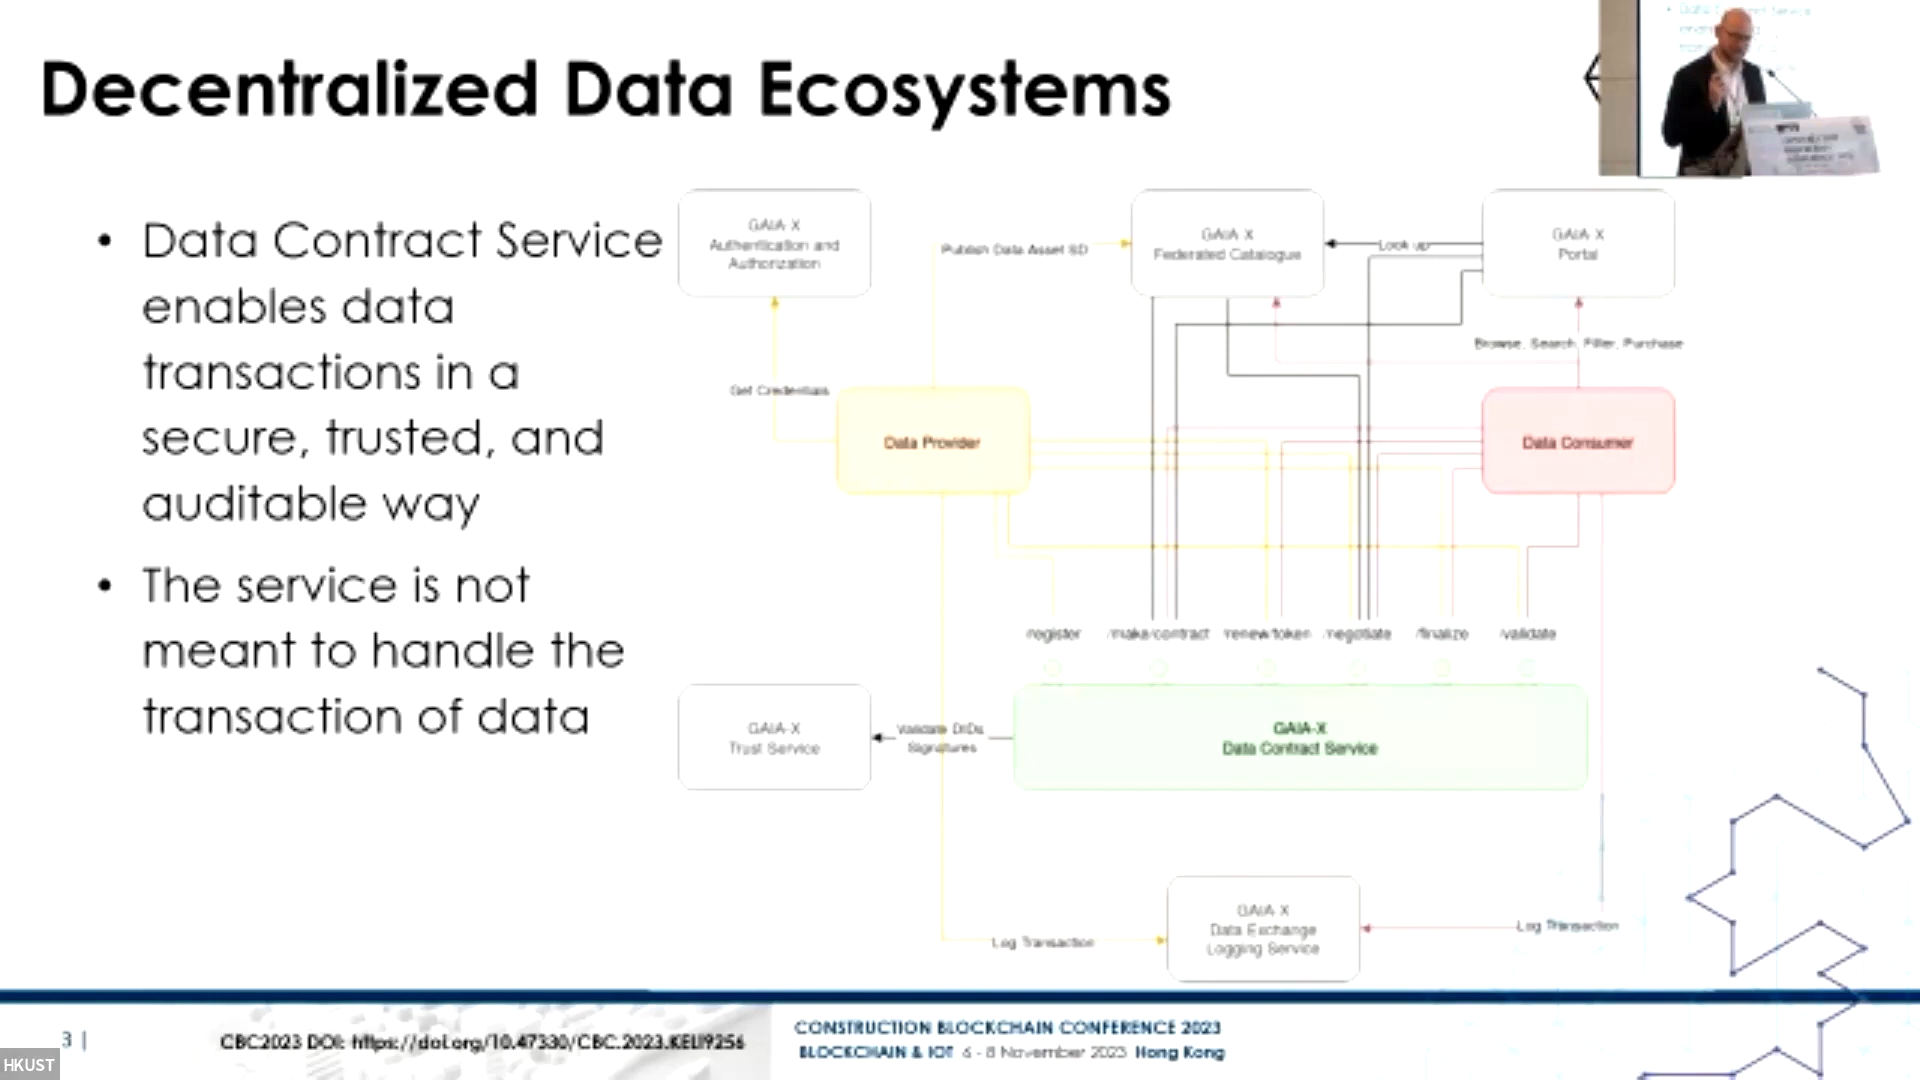 Decentralized Data Ecosystems
• Data Contract Service
enables data
transactions in a
secure, trusted, and
auditable way
• The service is not
meant to handle the
transaction of data
GAIA-X
Authentication and
Authorization
Publish Data Asset SD
GAIA-X
Federated Catalogue
Look up
GAIA-X
Portal
Browse, Search, Filter, Purchase
Get Credentials
Data Provider
Data Consumer
/register
/make/contract
/renew/token
/negotiate
/finalize
/validate
GAIA-X
Trust Service
Validate DIDs
Signatures
GAIA-X
Data Contract Service
Log Transaction
GAIA-X
Data Exchange
Logging Service
Log Transaction
3 |
CBC2023 DOI: https://doi.org/10.47330/CBC.2023.KELI9256
CONSTRUCTION BLOCKCHAIN CONFERENCE 2023
BLOCKCHAIN & IOT 6 - 8 November 2023 Hong Kong
HKUST